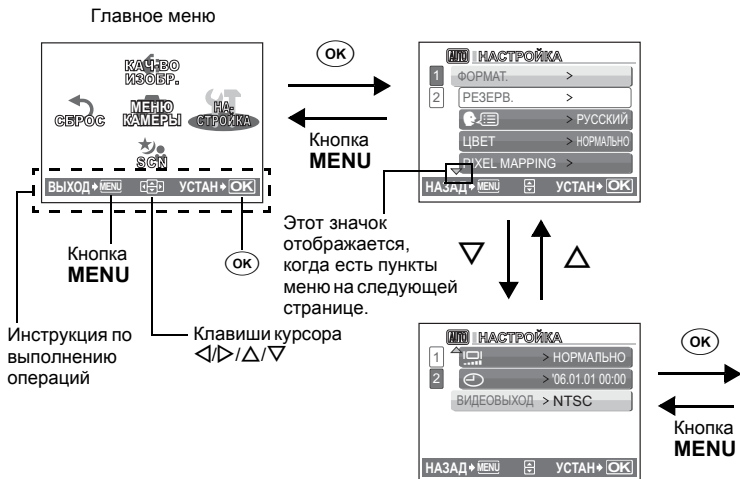 Главное меню
КАЧ-ВО
ИЗОБР.
СБРОС
МЕНЮ
КАМЕРЫ
НА-
СТРОЙКА
SCN
ВЫХОД MENU УСТАН OK
OK
Кнопка
MENU
AUTO НАСТРОЙКА
1 ФОРМАТ. >
2 РЕЗЕРВ. >
> РУССКИЙ
ЦВЕТ > НОРМАЛЬНО
PIXEL MAPPING >
НАЗАД MENU УСТАН OK
Кнопка
MENU
OK
Этот значок
отображается,
когда есть пункты
меню на следующей
странице.
Инструкция по
выполнению
операций
Клавиши курсора
◁/▷/△/▽
▽ △
AUTO НАСТРОЙКА
1 > НОРМАЛЬНО
2 > '06.01.01 00:00
ВИДЕОВЫХОД > NTSC
НАЗАД MENU УСТАН OK
OK
Кнопка
MENU